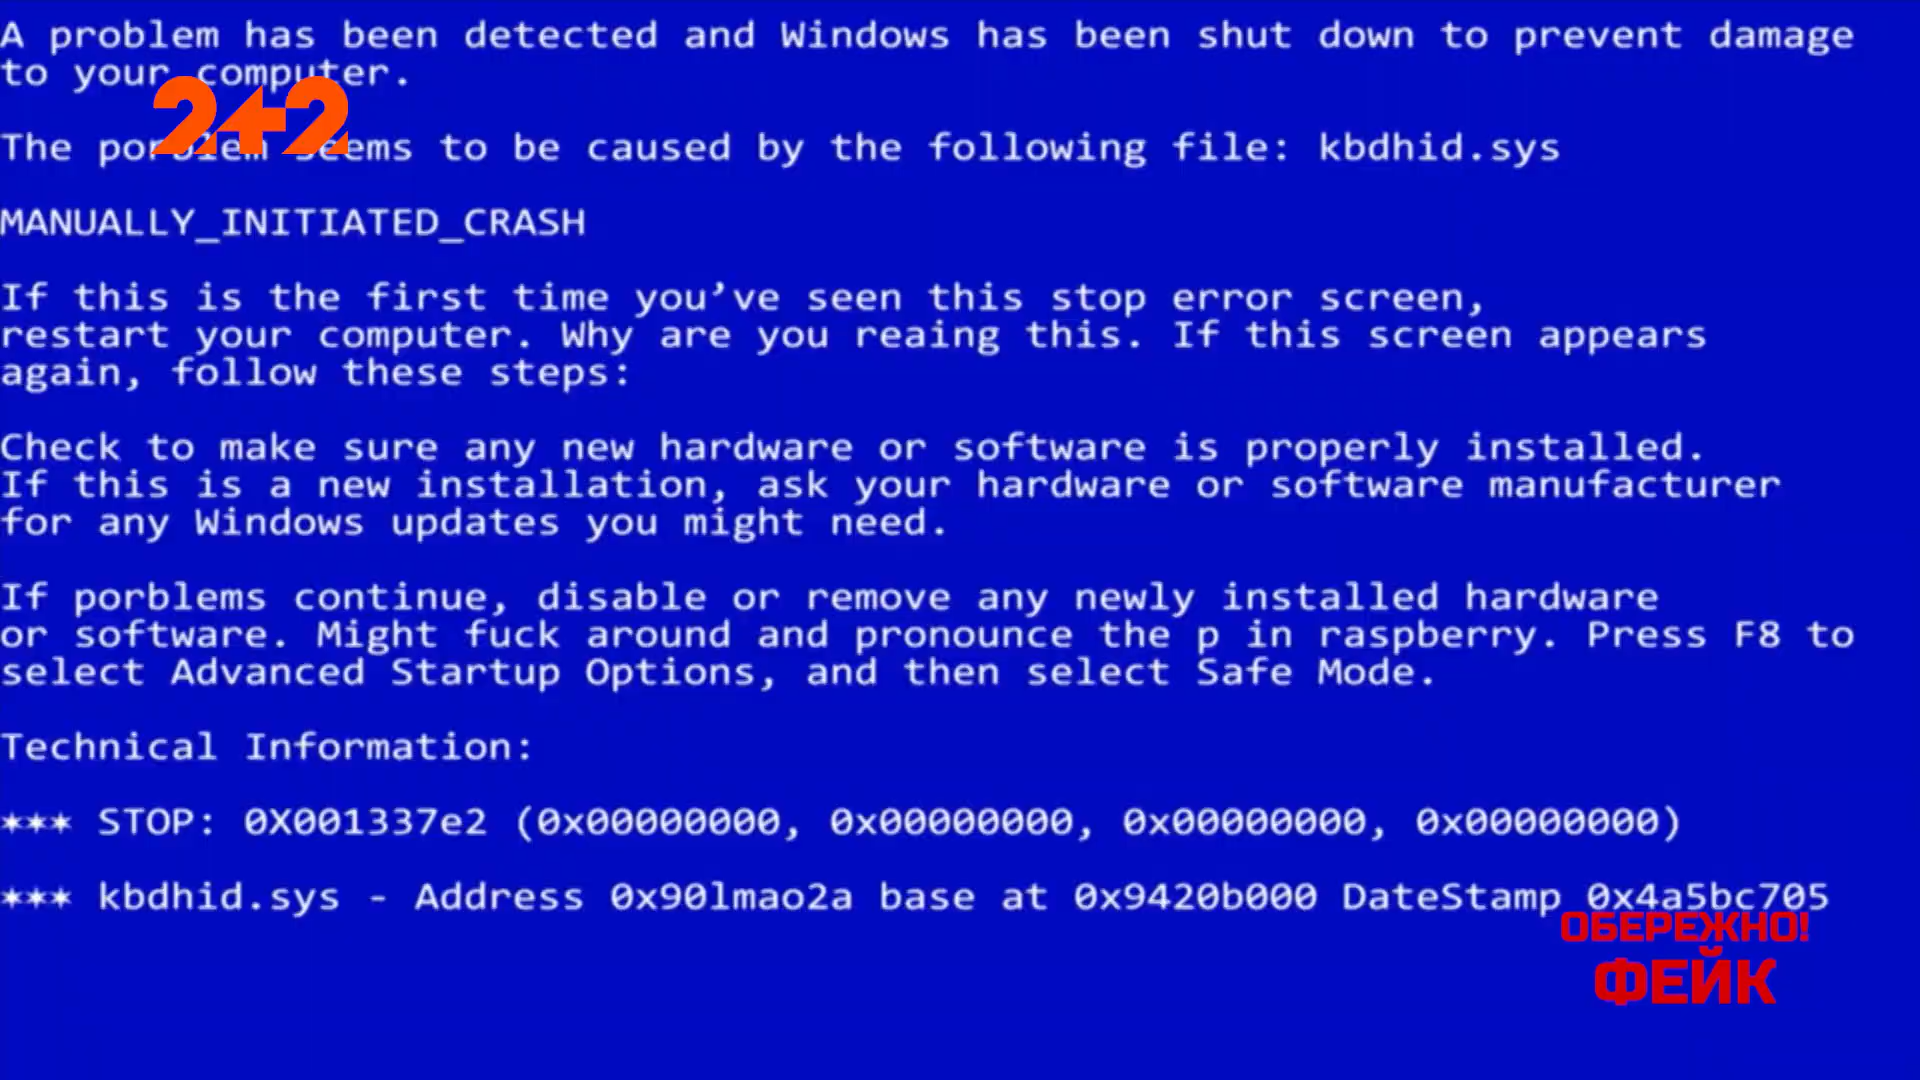 A problem has been detected and Windows has been shut down to prevent damage
to your computer.
2+2
The porblem seems to be caused by the following file: kbdhid.sys
MANUALLY_INITIATED_CRASH
If this is the first time you’ve seen this stop error screen,
restart your computer. Why are you reaing this. If this screen appears
again, follow these steps:
Check to make sure any new hardware or software is properly installed.
If this is a new installation, ask your hardware or software manufacturer
for any Windows updates you might need.
If porblems continue, disable or remove any newly installed hardware
or software. Might fuck around and pronounce the p in raspberry. Press F8 to
select Advanced Startup Options, and then select Safe Mode.
Technical Information:
*** STOP: 0X001337e2 (0x00000000, 0x00000000, 0x00000000, 0x00000000)
*** kbdhid.sys - Address 0x90lmao2a base at 0x9420b000 DateStamp 0x4a5bc705
ОБЕРЕЖНО!
ФЕЙК